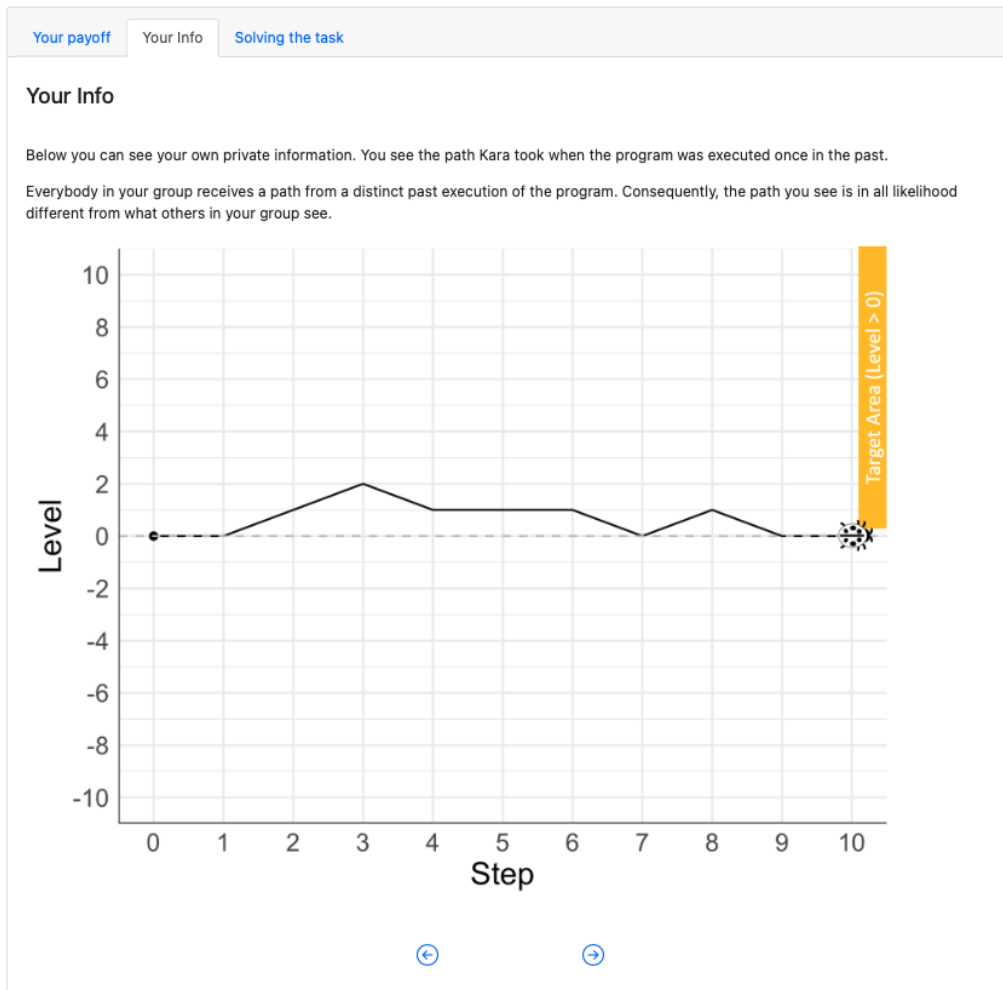 Your payoff
Your Info
Solving the task
Your Info
Below you can see your own private information. You see the path Kara took when the program was executed once in the past.
Everybody in your group receives a path from a distinct past execution of the program. Consequently, the path you see is in all likelihood
different from what others in your group see.
10
8
6
4
2
0
-2
-4
-6
-8
-10
Level
Target Area (Level > 0)
0 1 2 3 4 5 6 7 8 9 10
Step